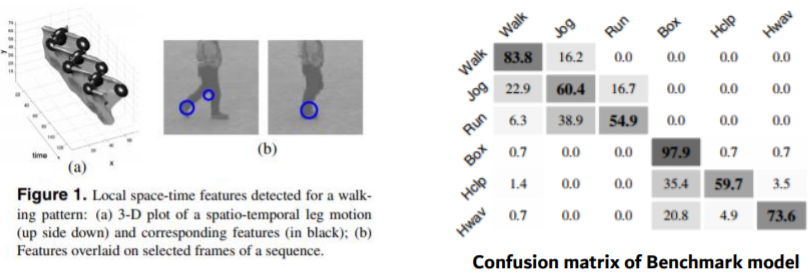 y
time
x
(a)
(b)
Figure 1. Local space-time features detected for a walk-
ing pattern: (a) 3-D plot of a spatio-temporal leg motion
(up side down) and corresponding features (in black); (b)
Features overlaid on selected frames of a sequence.
Walk Jog Run Box Hclp Hwav
Walk 83.8 16.2 0.0 0.0 0.0 0.0
Jog 22.9 60.4 16.7 0.0 0.0 0.0
Run 6.3 38.9 54.9 0.0 0.0 0.0
Box 0.7 0.0 0.0 97.9 0.7 0.7
Hclp 1.4 0.0 0.0 35.4 59.7 3.5
Hwav 0.7 0.0 0.0 20.8 4.9 73.6
Confusion matrix of Benchmark model